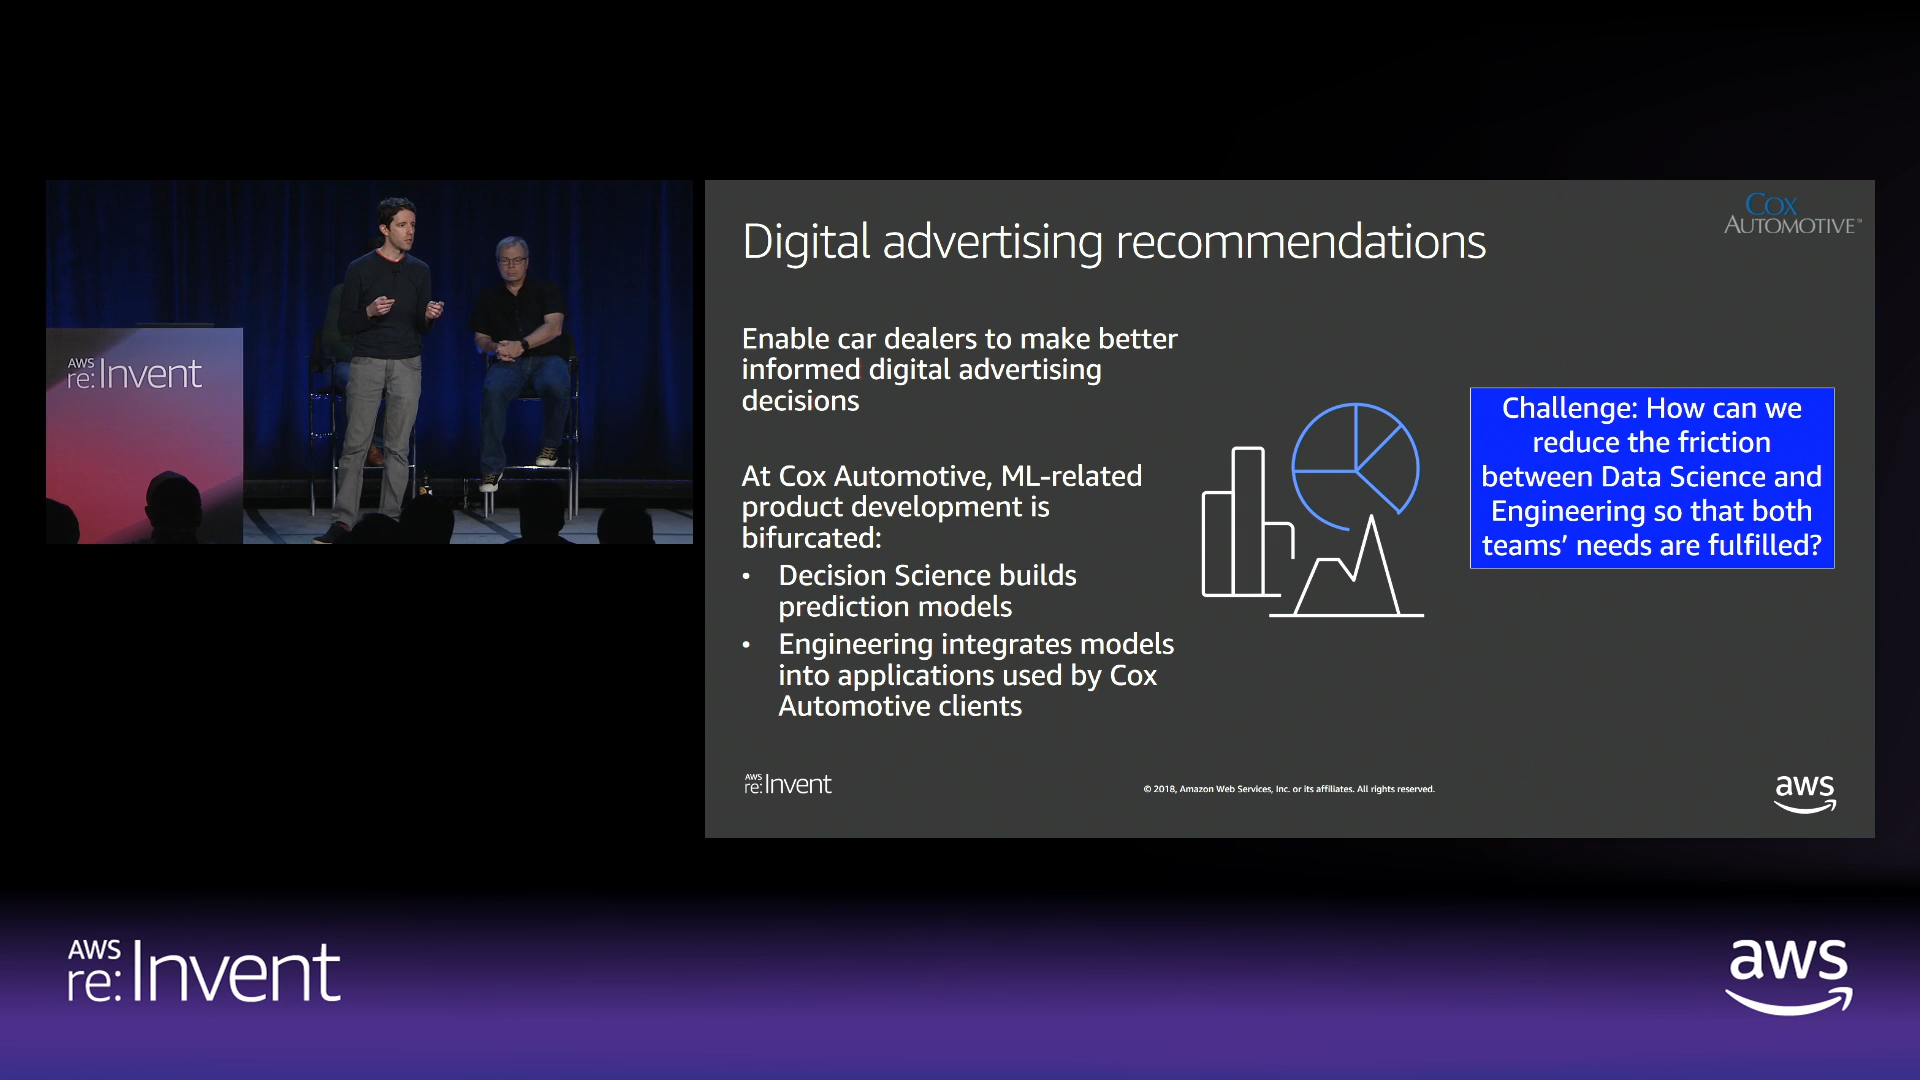 AWS
re:Invent
Digital advertising recommendations
COX
AUTOMOTIVE™
Enable car dealers to make better
informed digital advertising
decisions
At Cox Automotive, ML-related
product development is
bifurcated:
• Decision Science builds
prediction models
• Engineering integrates models
into applications used by Cox
Automotive clients
Challenge: How can we
reduce the friction
between Data Science and
Engineering so that both
teams’ needs are fulfilled?
AWS
re:Invent
© 2018, Amazon Web Services, Inc. or its affiliates. All rights reserved.
aws
AWS
re:Invent
aws